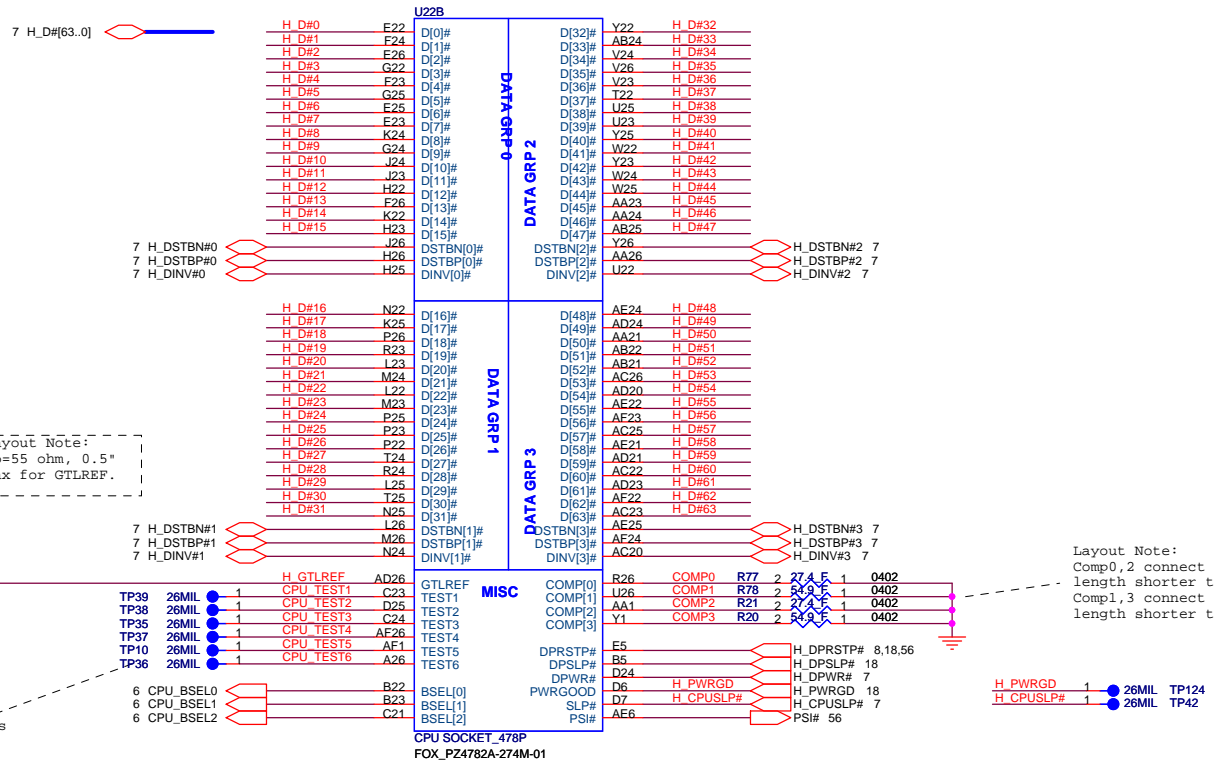 U22B
7 H_D#[63..0]
H_D#0 E22 D[0]# D[32]# Y22 H_D#32
H_D#1 F24 D[1]# D[33]# AB24 H_D#33
H_D#2 E26 D[2]# D[34]# V24 H_D#34
H_D#3 G22 D[3]# D[35]# V26 H_D#35
H_D#4 F23 D[4]# D[36]# V23 H_D#36
H_D#5 G25 D[5]# D[37]# T22 H_D#37
H_D#6 E25 D[6]# D[38]# U25 H_D#38
H_D#7 E23 D[7]# D[39]# U23 H_D#39
H_D#8 K24 D[8]# D[40]# Y25 H_D#40
H_D#9 G24 D[9]# D[41]# W22 H_D#41
H_D#10 J24 D[10]# D[42]# Y23 H_D#42
H_D#11 J23 D[11]# D[43]# W24 H_D#43
H_D#12 H22 D[12]# D[44]# W25 H_D#44
H_D#13 F26 D[13]# D[45]# AA23 H_D#45
H_D#14 K22 D[14]# D[46]# AA24 H_D#46
H_D#15 H23 D[15]# D[47]# AB25 H_D#47
7 H_DSTBN#0 J26 DSTBN[0]# DSTBN[2]# Y26 H_DSTBN#2 7
7 H_DSTBP#0 H26 DSTBP[0]# DSTBP[2]# AA26 H_DSTBP#2 7
7 H_DINV#0 H25 DINV[0]# DINV[2]# U22 H_DINV#2 7
DATA GRP 0
DATA GRP 2
H_D#16 N22 D[16]# D[48]# AE24 H_D#48
H_D#17 K25 D[17]# D[49]# AD24 H_D#49
H_D#18 P26 D[18]# D[50]# AA21 H_D#50
H_D#19 R23 D[19]# D[51]# AB22 H_D#51
H_D#20 L23 D[20]# D[52]# AB21 H_D#52
H_D#21 M24 D[21]# D[53]# AC26 H_D#53
H_D#22 L22 D[22]# D[54]# AD20 H_D#54
H_D#23 M23 D[23]# D[55]# AE22 H_D#55
H_D#24 P25 D[24]# D[56]# AF23 H_D#56
H_D#25 P23 D[25]# D[57]# AC25 H_D#57
H_D#26 P22 D[26]# D[58]# AE21 H_D#58
H_D#27 T24 D[27]# D[59]# AD21 H_D#59
H_D#28 R24 D[28]# D[60]# AC22 H_D#60
H_D#29 L25 D[29]# D[61]# AD23 H_D#61
H_D#30 T25 D[30]# D[62]# AF22 H_D#62
H_D#31 N25 D[31]# D[63]# AC23 H_D#63
7 H_DSTBN#1 L26 DSTBN[1]# DSTBN[3]# AE25 H_DSTBN#3 7
7 H_DSTBP#1 M26 DSTBP[1]# DSTBP[3]# AF24 H_DSTBP#3 7
7 H_DINV#1 N24 DINV[1]# DINV[3]# AC20 H_DINV#3 7
DATA GRP 1
DATA GRP 3
ayout Note:
=55 ohm, 0.5"
x for GTLREF.
MISC
H_GTLREF AD26 GTLREF COMP[0] R26 COMP0 R77 2 27.4_F 1 0402
TP39 26MIL 1 CPU_TEST1 C23 TEST1 COMP[1] U26 COMP1 R78 2 54.9_F 1 0402
TP38 26MIL 1 CPU_TEST2 D25 TEST2 COMP[2] AA1 COMP2 R21 2 27.4_F 1 0402
TP35 26MIL 1 CPU_TEST3 C24 TEST3 COMP[3] Y1 COMP3 R20 2 54.9_F 1 0402
TP37 26MIL 1 CPU_TEST4 AF26 TEST4
TP10 26MIL 1 CPU_TEST5 AF1 TEST5 DPRSTP# E5 H_DPRSTP# 8,18,56
TP36 26MIL 1 CPU_TEST6 A26 TEST6 DPSLP# B5 H_DPSLP# 18
DPWR# D24 H_DPWR# 7
6 CPU_BSEL0 B22 BSEL[0] PWRGOOD D6 H_PWRGD H_PWRGD 18
6 CPU_BSEL1 B23 BSEL[1] SLP# D7 H_CPUSLP# H_CPUSLP# 7
6 CPU_BSEL2 C21 BSEL[2] PSI# AE6 PSI# 56
s
Layout Note:
Comp0,2 connect
length shorter t
Comp1,3 connect
length shorter t
H_PWRGD 1 26MIL TP124
H_CPUSLP# 1 26MIL TP42
CPU SOCKET_478P
FOX_PZ4782A-274M-01